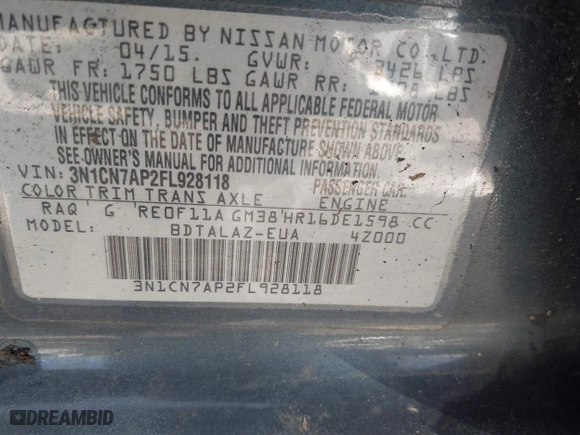 MANUFACTURED BY NISSAN MOTOR CO.,LTD.
DATE: 04/15. GVWR: 3426 LBS
GAWR FR: 1750 LBS GAWR RR: LBS
THIS VEHICLE CONFORMS TO ALL APPLICABLE FEDERAL MOTOR
VEHICLE SAFETY, BUMPER AND THEFT PREVENTION STANDARDS
IN EFFECT ON THE DATE OF MANUFACTURE SHOWN ABOVE.
SEE OWNER'S MANUAL FOR ADDITIONAL INFORMATION.
VIN: 3N1CN7AP2FL928118 PASSENGER CAR
COLOR TRIM TRANS AXLE ENGINE
RAQ' G 'RE0F11A GM38'HR16DE1598 CC
MODEL: BDTALAZ-EUA 4Z000
3N1CN7AP2FL928118
DREAMBID